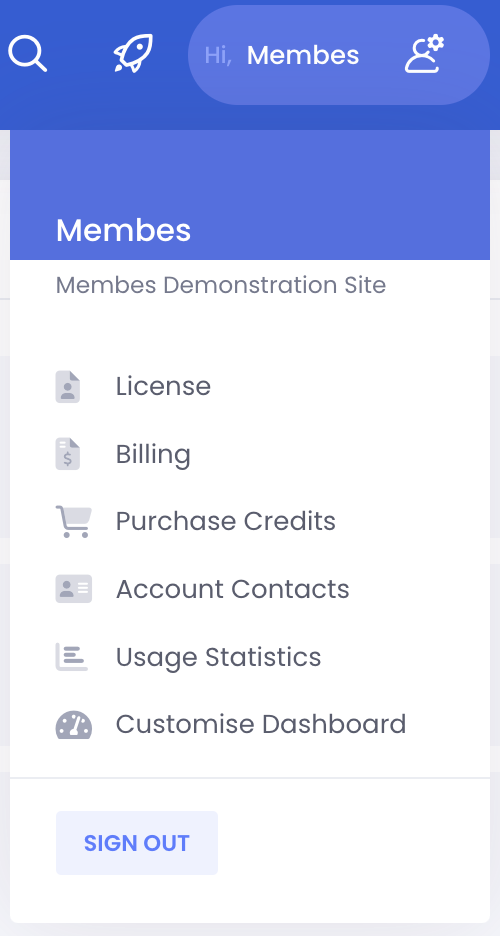 Hi, Membes
Membes
Membes Demonstration Site
License
$ Billing
Purchase Credits
Account Contacts
Usage Statistics
Customise Dashboard
SIGN OUT